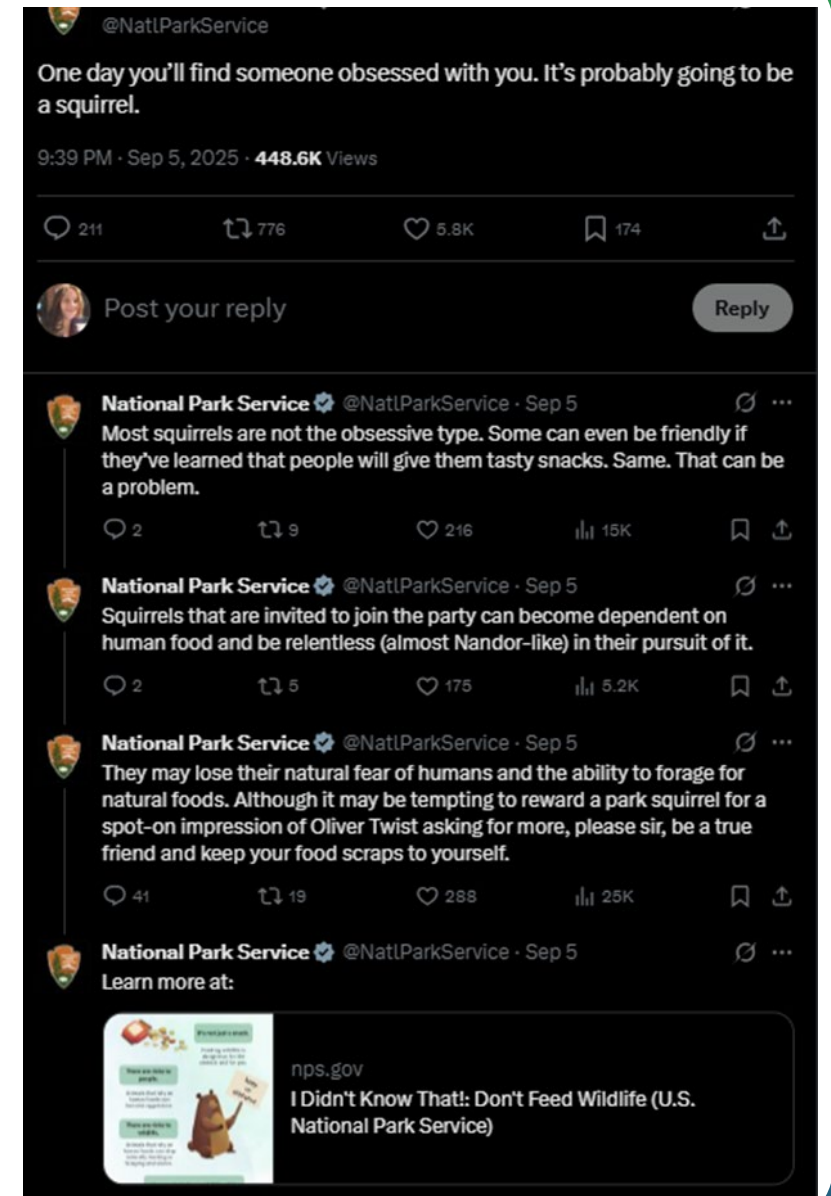 @NatlParkService
One day you’ll find someone obsessed with you. It’s probably going to be
a squirrel.
9:39 PM · Sep 5, 2025 · 448.6K Views
211 776 5.8K 174
Post your reply
Reply
National Park Service @NatlParkService · Sep 5
Most squirrels are not the obsessive type. Some can even be friendly if
they’ve learned that people will give them tasty snacks. Same. That can be
a problem.
2 9 216 15K
National Park Service @NatlParkService · Sep 5
Squirrels that are invited to join the party can become dependent on
human food and be relentless (almost Nandor-like) in their pursuit of it.
2 5 175 5.2K
National Park Service @NatlParkService · Sep 5
They may lose their natural fear of humans and the ability to forage for
natural foods. Although it may be tempting to reward a park squirrel for a
spot-on impression of Oliver Twist asking for more, please sir, be a true
friend and keep your food scraps to yourself.
41 19 288 25K
National Park Service @NatlParkService · Sep 5
Learn more at:
nps.gov
I Didn't Know That!: Don't Feed Wildlife (U.S.
National Park Service)